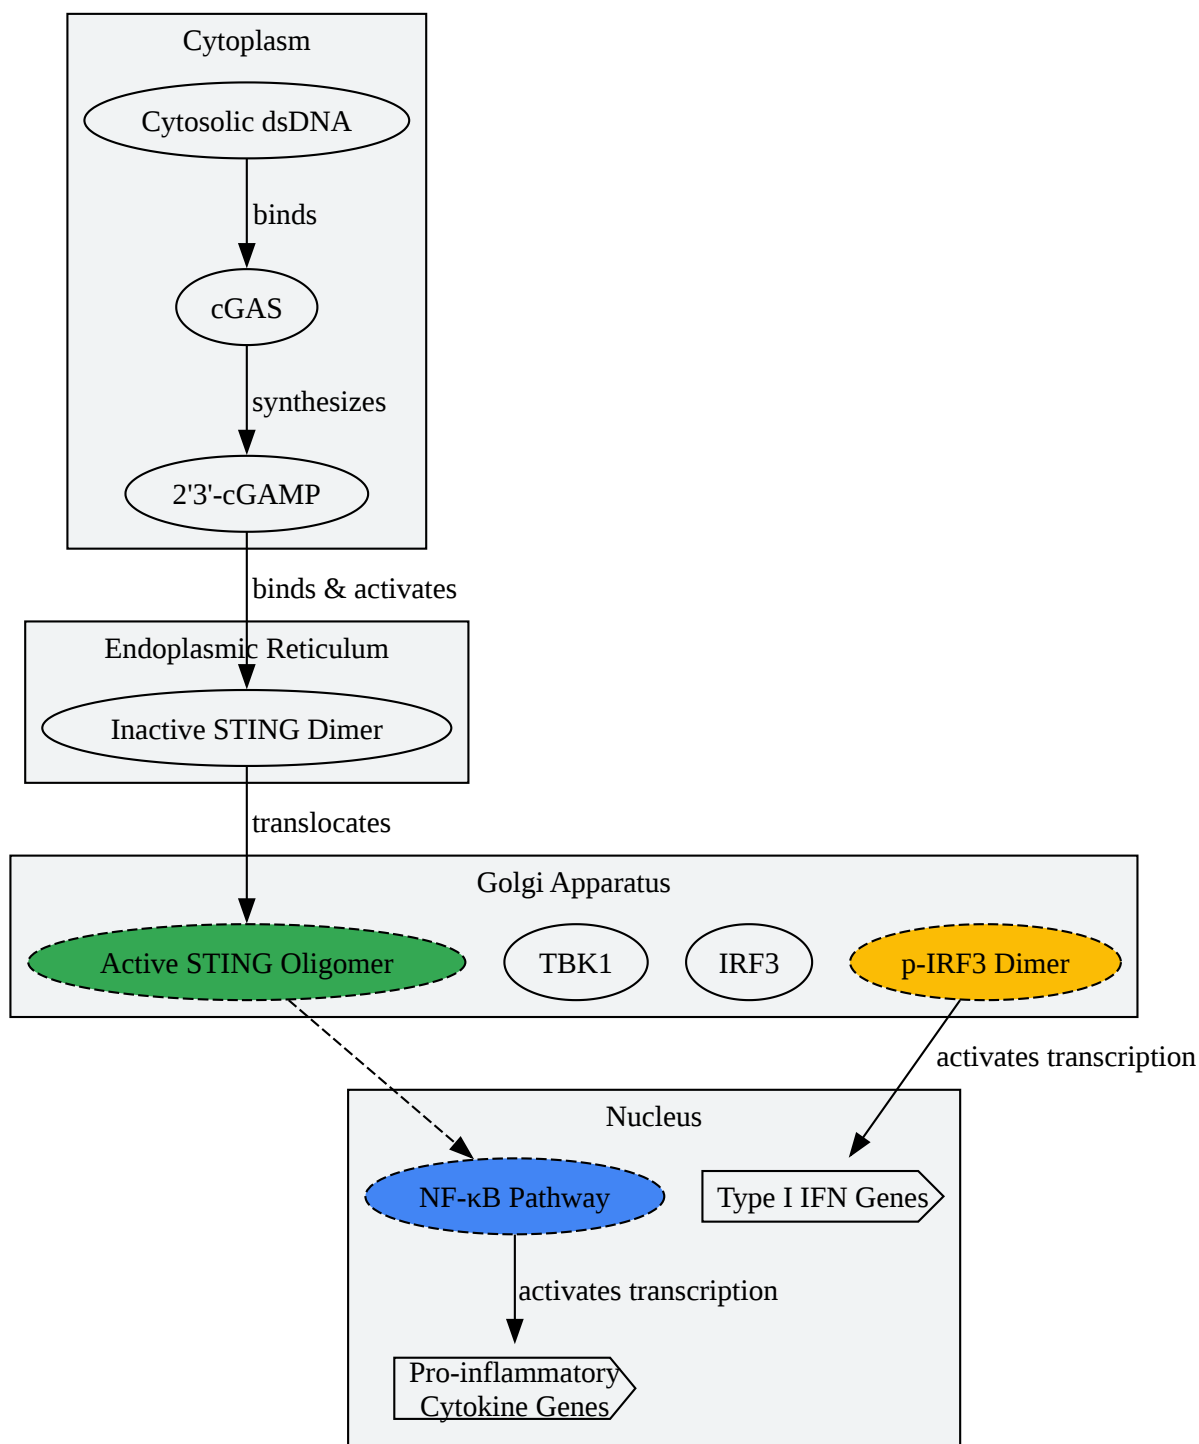 Cytoplasm
Cytosolic dsDNA
binds
cGAS
synthesizes
2'3'-cGAMP
binds & activates
Endoplasmic Reticulum
Inactive STING Dimer
translocates
Golgi Apparatus
Active STING Oligomer
TBK1
IRF3
p-IRF3 Dimer
activates transcription
Nucleus
NF-κB Pathway
Type I IFN Genes
activates transcription
Pro-inflammatory
Cytokine Genes